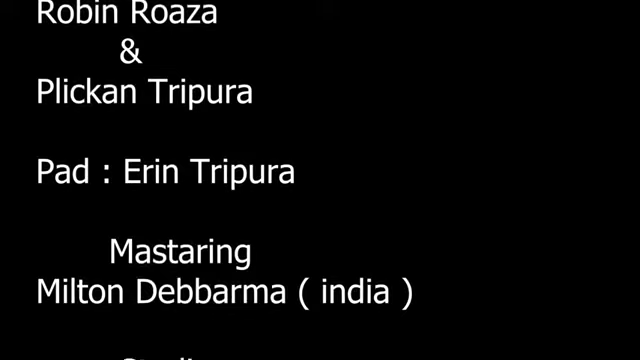 Robin Roaza
&
Plickan Tripura
Pad : Erin Tripura
Mastaring
Milton Debbarma ( india )